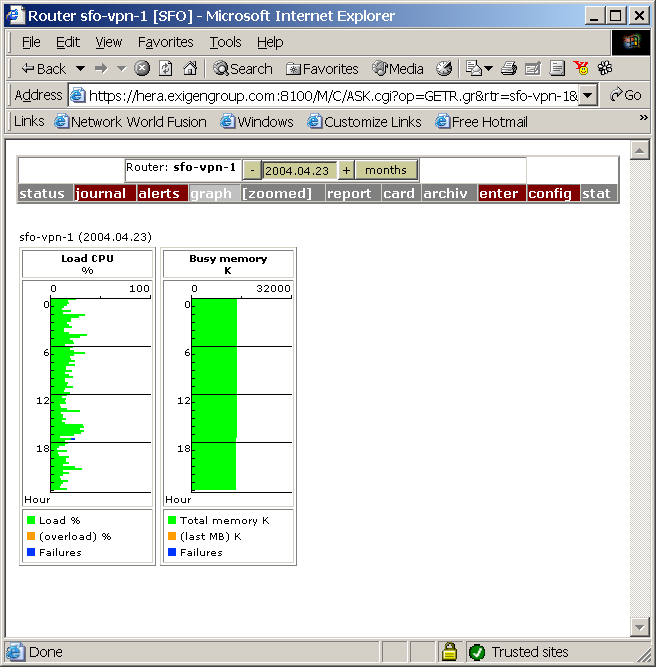 Router sfo-vpn-1 [SFO] - Microsoft Internet Explorer
File Edit View Favorites Tools Help
Back Search Favorites Media
Address https://hera.exigengroup.com:8100/M/C/ASK.cgi?op=GETR.gr&rtr=sfo-vpn-1& Go
Links Network World Fusion Windows Customize Links Free Hotmail »
Router: sfo-vpn-1 - 2004.04.23 + months
status journal alerts graph [zoomed] report card archiv enter config stat
sfo-vpn-1 (2004.04.23)
Load CPU
%
0 100
0
6
12
18
Hour
Load %
(overload) %
Failures
Busy memory
K
0 32000
0
6
12
18
Hour
Total memory K
(last MB) K
Failures
Done Trusted sites